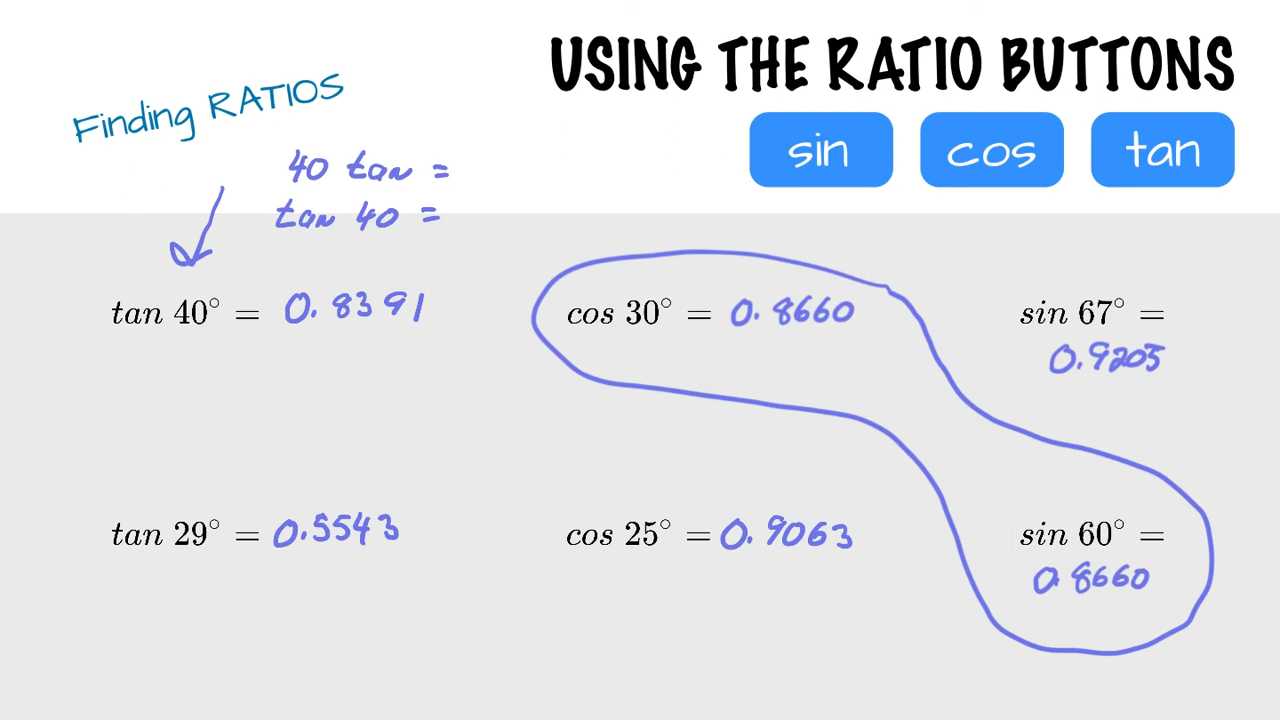 USING THE RATIO BUTTONS
Finding RATIOS
sin cos tan
40 tan =
tan 40 =
tan 40° = 0.8391
cos 30° = 0.8660
sin 67° =
0.9205
tan 29° = 0.5543
cos 25° = 0.9063
sin 60° =
0.8660